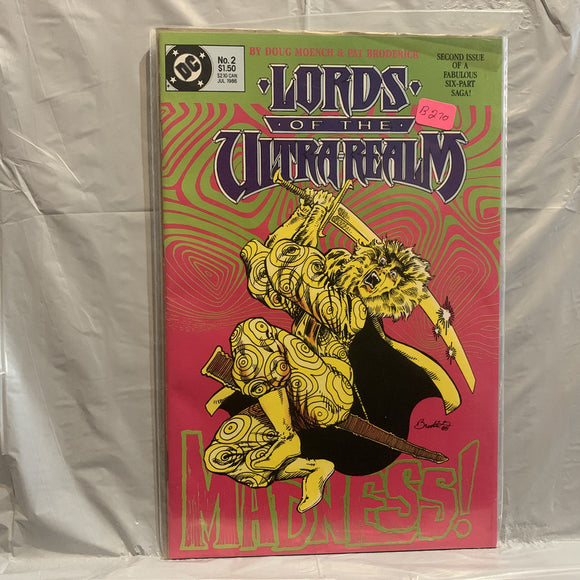 DC
No. 2
$1.50
$2.10 CAN
JUL 1986
BY DOUG MOENCH & PAT BRODERICK
SECOND ISSUE
OF A
FABULOUS
SIX-PART
SAGA!
LORDS
OF THE
ULTRA-REALM
B270
MADNESS!